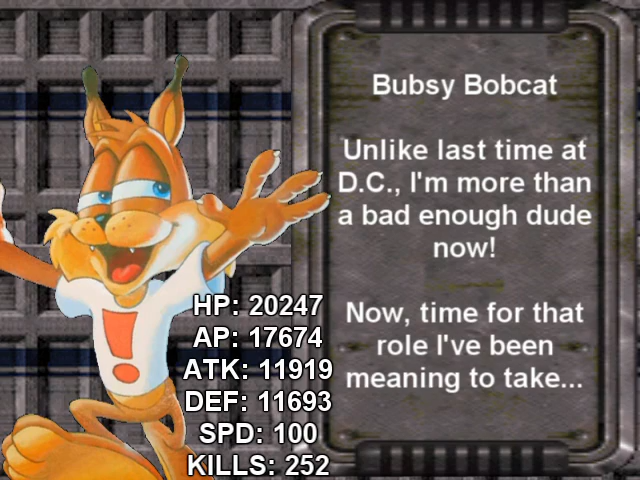 Bubsy Bobcat
Unlike last time at
D.C., I'm more than
a bad enough dude
now!
Now, time for that
role I've been
meaning to take...
!
HP: 20247
AP: 17674
ATK: 11919
DEF: 11693
SPD: 100
KILLS: 252